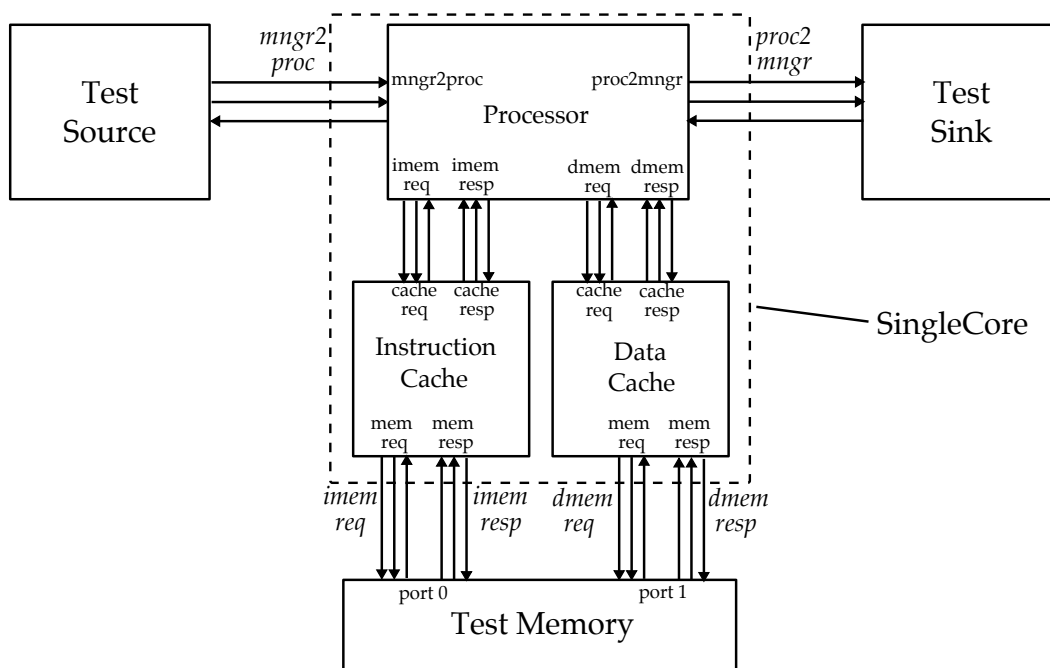 mngr2
proc
proc2
mngr
Test
Source
mngr2proc
proc2mngr
Processor
Test
Sink
imem
req
imem
resp
dmem
req
dmem
resp
cache
req
cache
resp
cache
req
cache
resp
SingleCore
Instruction
Cache
Data
Cache
mem
req
mem
resp
mem
req
mem
resp
imem
req
imem
resp
dmem
req
dmem
resp
port 0
port 1
Test Memory